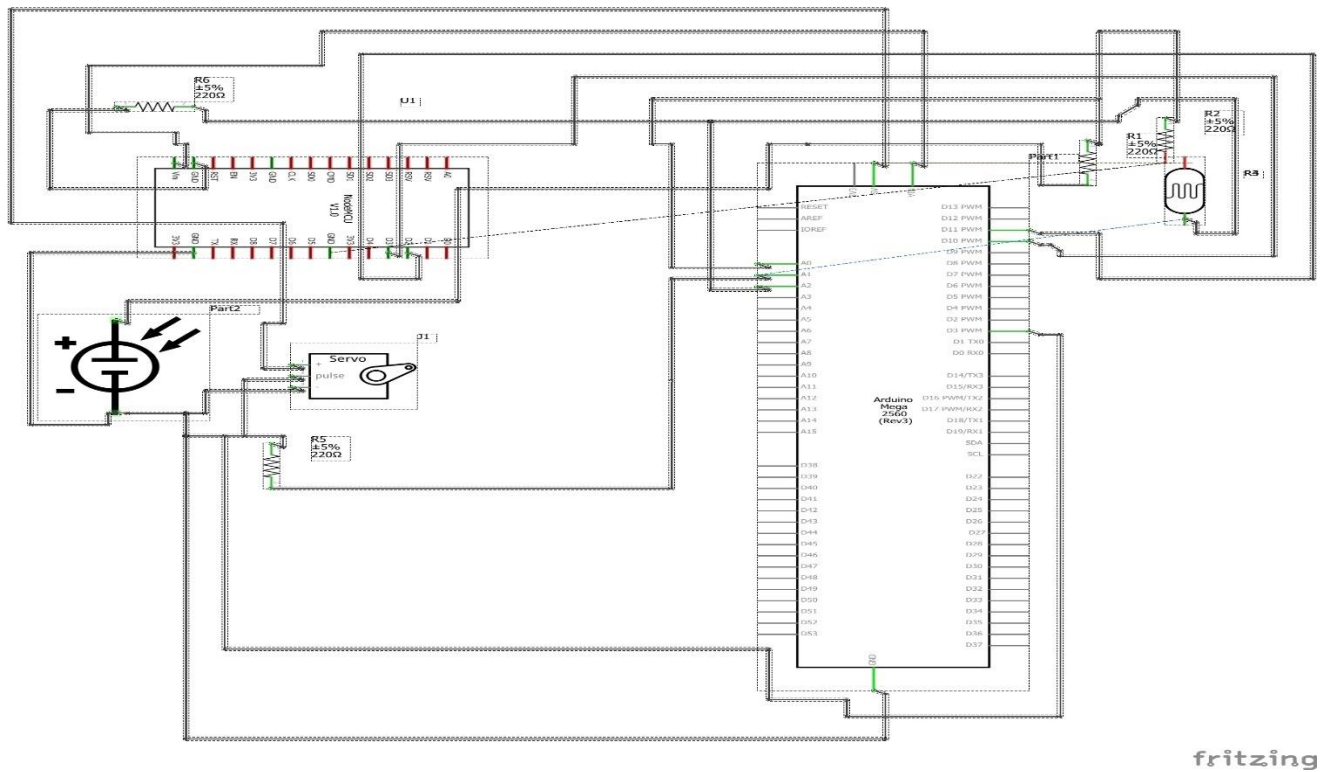 R6
±5%
220Ω
U1
R2
±5%
220Ω
R1
±5%
220Ω
Part1
Vin
GND
RST
EN
3V3
GND
CLK
SD0
CMD
SD1
SD2
SD3
RSV
RSV
NodeMCU
V1.0
3V3
GND
TX
RX
D8
D7
D6
D5
GND
3V3
D4
D3
D1
D0
Part2
+
-
J1
Servo
+
pulse
-
R5
±5%
220Ω
RESET
AREF
IOREF
A0
A1
A2
A3
A4
A5
A6
A7
A8
A9
A10
A11
A12
A13
A14
A15
D38
D39
D40
D41
D42
D43
D44
D45
D46
D47
D48
D49
D50
D51
D52
D53
Arduino
Mega
2560
(Rev3)
D13 PWM
D12 PWM
D11 PWM
D10 PWM
D9 PWM
D8 PWM
D7 PWM
D6 PWM
D5 PWM
D4 PWM
D2 PWM
D3 PWM
D1 TX0
D0 RX0
D14/TX3
D15/RX3
D16 PWM/TX2
D17 PWM/RX2
D18/TX1
D19/RX1
SDA
SCL
D22
D23
D24
D25
D26
D27
D28
D29
D30
D31
D32
D33
D34
D35
D36
D37
GND
fritzing